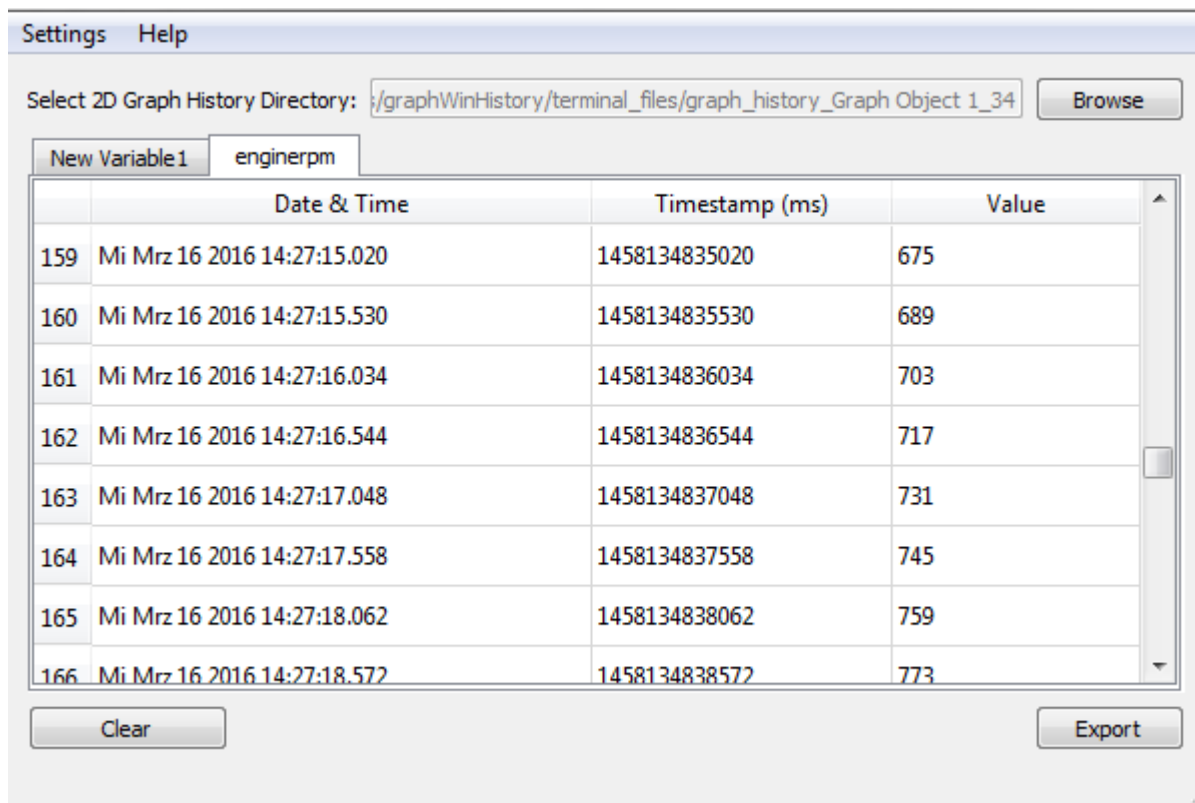 Settings Help
Select 2D Graph History Directory: :/graphWinHistory/terminal_files/graph_history_Graph Object 1_34 Browse
New Variable1 enginerpm
Date & Time Timestamp (ms) Value
159 Mi Mrz 16 2016 14:27:15.020 1458134835020 675
160 Mi Mrz 16 2016 14:27:15.530 1458134835530 689
161 Mi Mrz 16 2016 14:27:16.034 1458134836034 703
162 Mi Mrz 16 2016 14:27:16.544 1458134836544 717
163 Mi Mrz 16 2016 14:27:17.048 1458134837048 731
164 Mi Mrz 16 2016 14:27:17.558 1458134837558 745
165 Mi Mrz 16 2016 14:27:18.062 1458134838062 759
166 Mi Mrz 16 2016 14:27:18.572 1458134838572 773
Clear Export